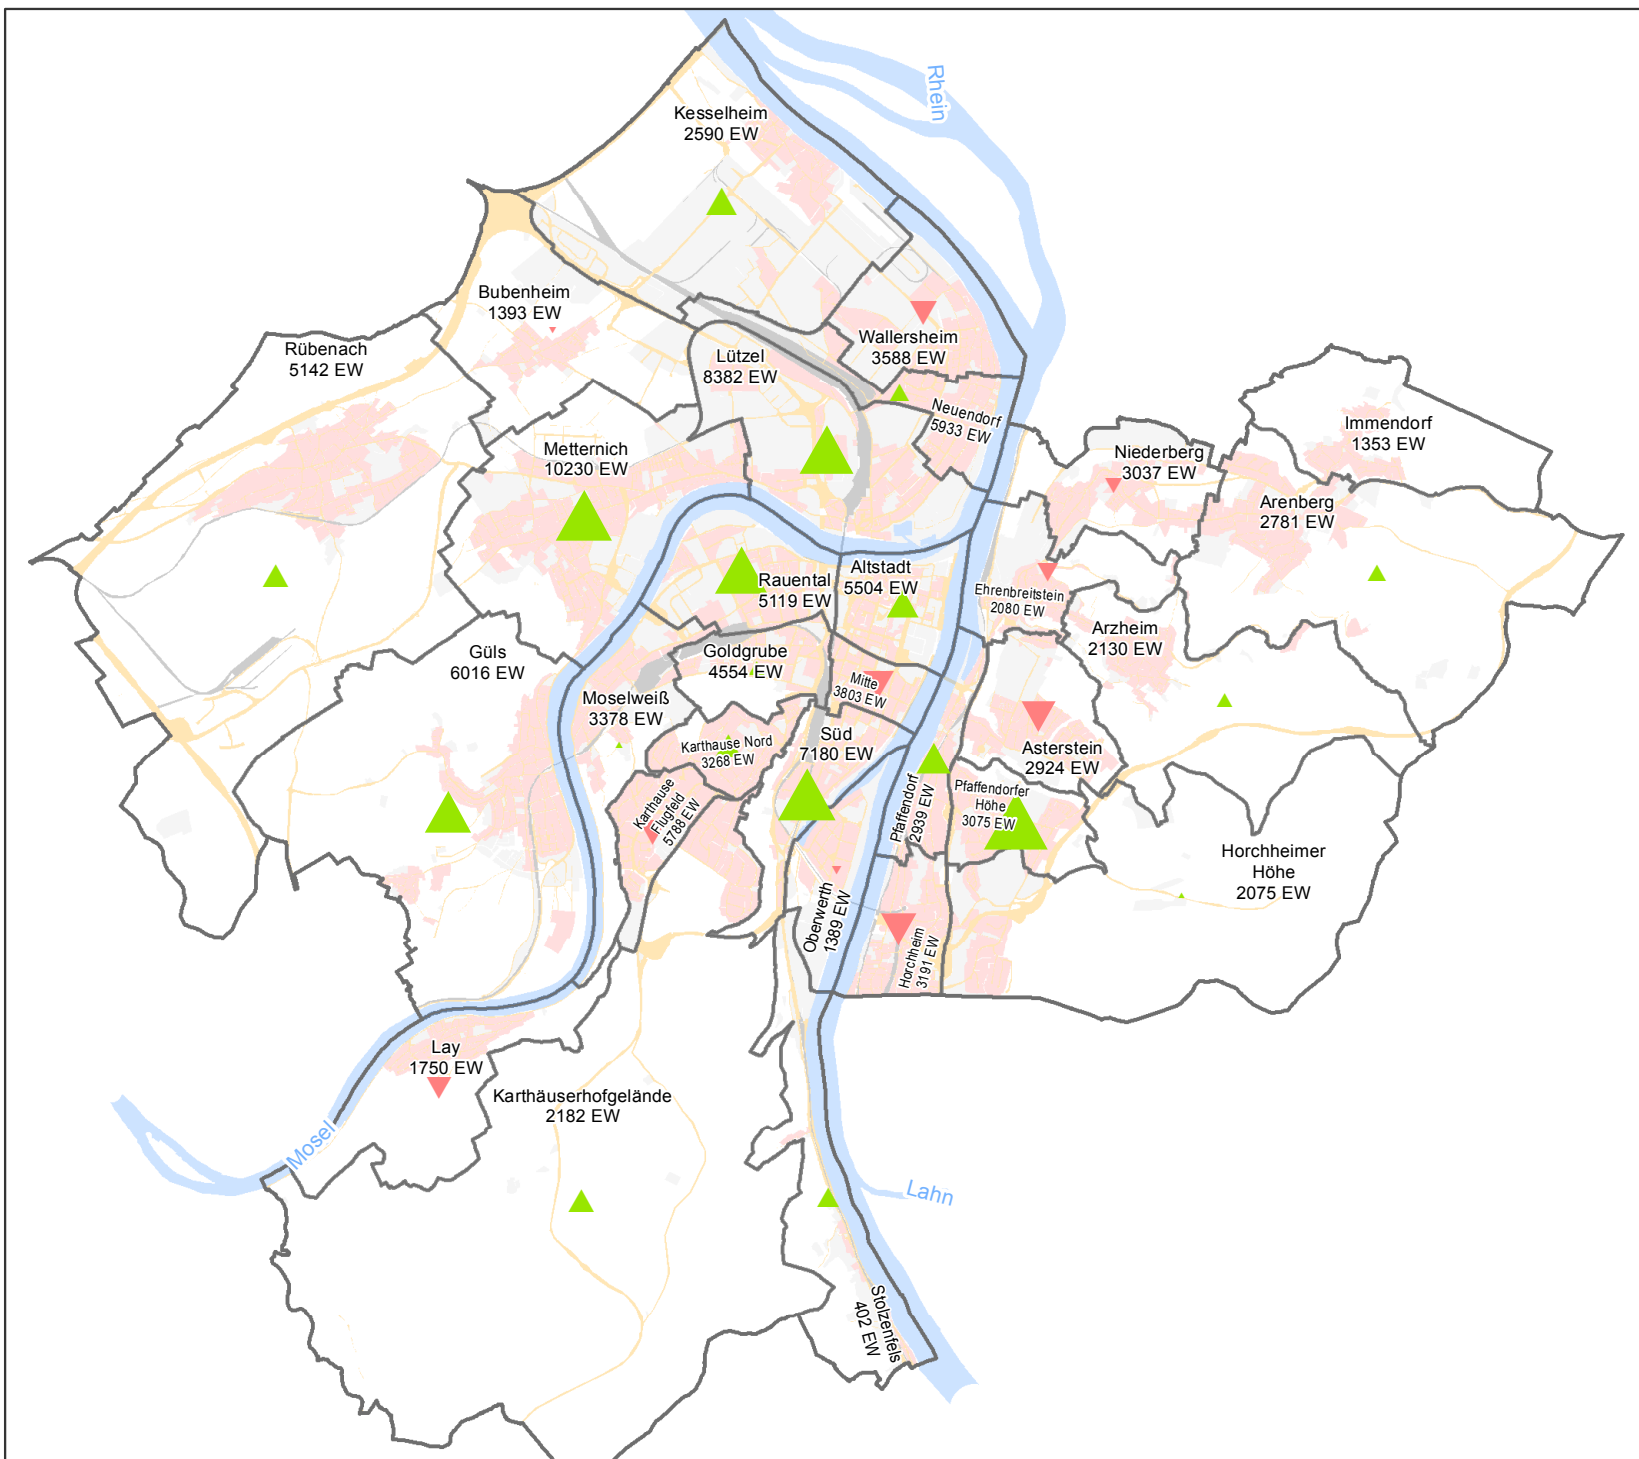 Rhein
Kesselheim
2590 EW
Bubenheim
1393 EW
Rübenach
5142 EW
Lützel
8382 EW
Wallersheim
3588 EW
Neuendorf
5933 EW
Metternich
10230 EW
Immendorf
1353 EW
Niederberg
3037 EW
Arenberg
2781 EW
Rauental
5119 EW
Altstadt
5504 EW
Ehrenbreitstein
2080 EW
Arzheim
2130 EW
Güls
6016 EW
Goldgrube
4554 EW
Moselweiß
3378 EW
Mitte
3803 EW
Karthause Nord
3268 EW
Süd
7180 EW
Asterstein
2924 EW
Karthause
Flugfeld
5788 EW
Pfaffendorf
2939 EW
Pfaffendorfer
Höhe
3075 EW
Horchheimer
Höhe
2075 EW
Oberwerth
1389 EW
Horchheim
3191 EW
Lay
1750 EW
Karthäuserhofgelände
2182 EW
Mosel
Lahn
Stolzenfels
402 EW